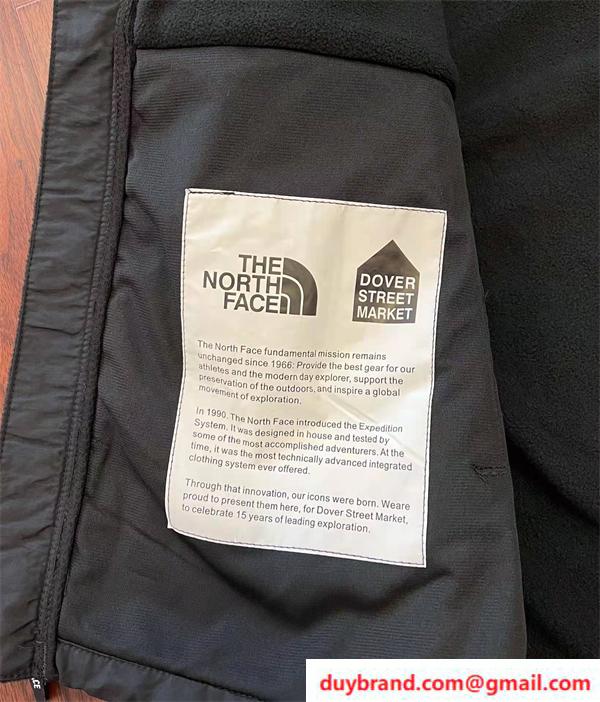 THE
NORTH
FACE
DOVER
STREET
MARKET
The North Face fundamental mission remains
unchanged since 1966: Provide the best gear for our
athletes and the modern day explorer, support the
preservation of the outdoors, and inspire a global
movement of exploration.
In 1990. The North Face introduced the Expedition
System. It was designed in house and tested by
some of the most accomplished adventurers. At the
time, it was the most technically advanced integrated
clothing system ever offered.
Through that innovation, our icons were born. Weare
proud to present them here, for Dover Street Market,
to celebrate 15 years of leading exploration.
duybrand.com@gmail.com